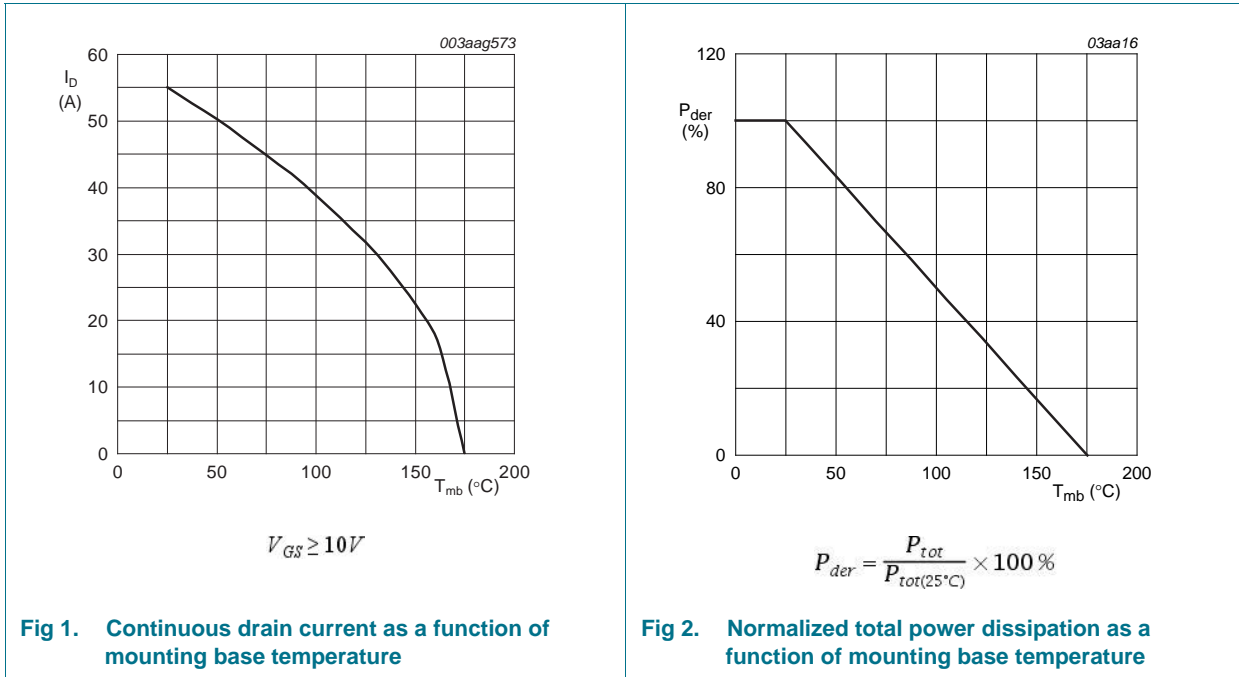 003aag573
60
I_D
(A)
50
40
30
20
10
0
0 50 100 150 200
T_mb (°C)
V_GS ≥ 10V
Fig 1. Continuous drain current as a function of
mounting base temperature
03aa16
120
P_der
(%)
80
40
0
0 50 100 150 200
T_mb (°C)
P_der = P_tot / P_tot(25°C) × 100 %
Fig 2. Normalized total power dissipation as a
function of mounting base temperature